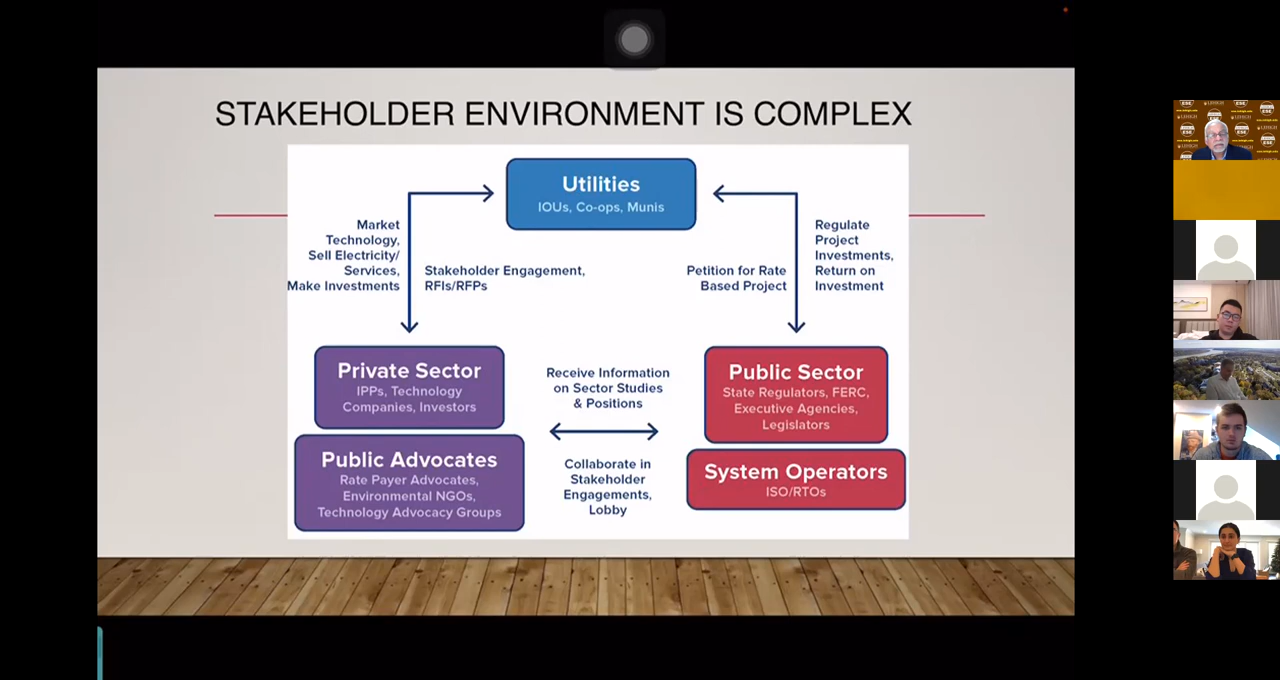 STAKEHOLDER ENVIRONMENT IS COMPLEX
Utilities
IOUs, Co-ops, Munis
Market
Technology,
Sell Electricity/
Services,
Make Investments
Stakeholder Engagement,
RFIs/RFPs
Petition for Rate
Based Project
Regulate
Project
Investments,
Return on
Investment
Private Sector
IPPs, Technology
Companies, Investors
Public Advocates
Rate Payer Advocates,
Environmental NGOs,
Technology Advocacy Groups
Receive Information
on Sector Studies
& Positions
Collaborate in
Stakeholder
Engagements,
Lobby
Public Sector
State Regulators, FERC,
Executive Agencies,
Legislators
System Operators
ISO/RTOs